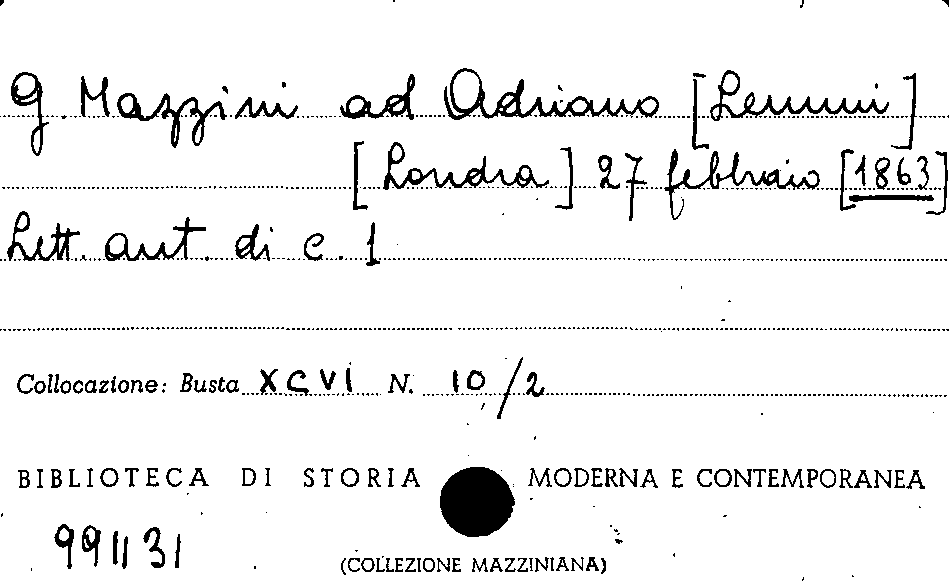 G. Mazzini ad Adriano [Lemmi]
[Londra] 27 febbraio [1863]
Lett. aut. di c. 1
Collocazione: Busta XCVI N. 10/2
BIBLIOTECA DI STORIA MODERNA E CONTEMPORANEA
991131
(COLLEZIONE MAZZINIANA)